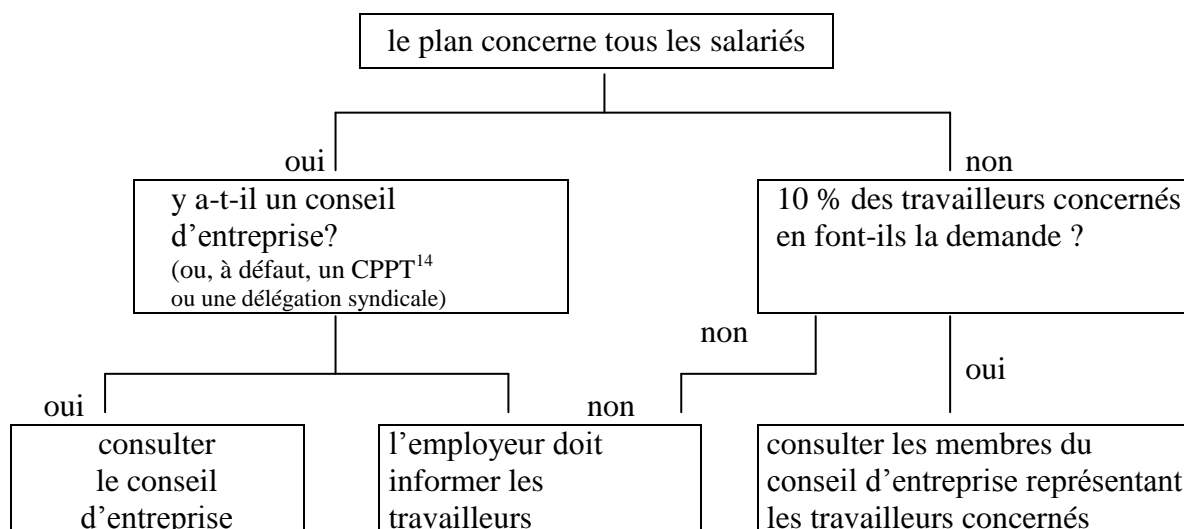 le plan concerne tous les salariés
oui
non
y a-t-il un conseil
d’entreprise?
(ou, à défaut, un CPPT14
ou une délégation syndicale)
10 % des travailleurs concernés
en font-ils la demande ?
non
oui
oui
non
consulter
le conseil
d’entreprise
l’employeur doit
informer les
travailleurs
consulter les membres du
conseil d’entreprise représentant
les travailleurs concernés